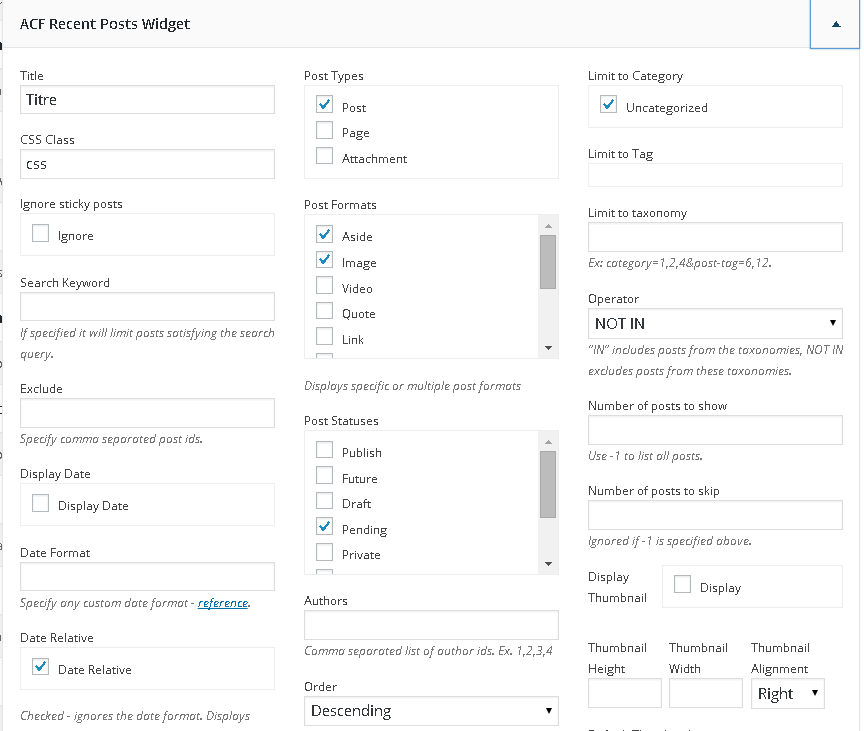 ACF Recent Posts Widget
Title
Titre
CSS Class
css
Ignore sticky posts
Ignore
Search Keyword
If specified it will limit posts satisfying the search
query.
Exclude
Specify comma separated post ids.
Display Date
Display Date
Date Format
Specify any custom date format - reference.
Date Relative
Date Relative
Checked - ignores the date format. Displays
Post Types
Post
Page
Attachment
Post Formats
Aside
Image
Video
Quote
Link
Displays specific or multiple post formats
Post Statuses
Publish
Future
Draft
Pending
Private
Authors
Comma separated list of author ids. Ex. 1,2,3,4
Order
Descending
Limit to Category
Uncategorized
Limit to Tag
Limit to taxonomy
Ex: category=1,2,4&post-tag=6,12.
Operator
NOT IN
"IN" includes posts from the taxonomies, NOT IN
excludes posts from these taxonomies.
Number of posts to show
Use -1 to list all posts.
Number of posts to skip
Ignored if -1 is specified above.
Display
Thumbnail
Display
Thumbnail
Height
Thumbnail
Width
Thumbnail
Alignment
Right